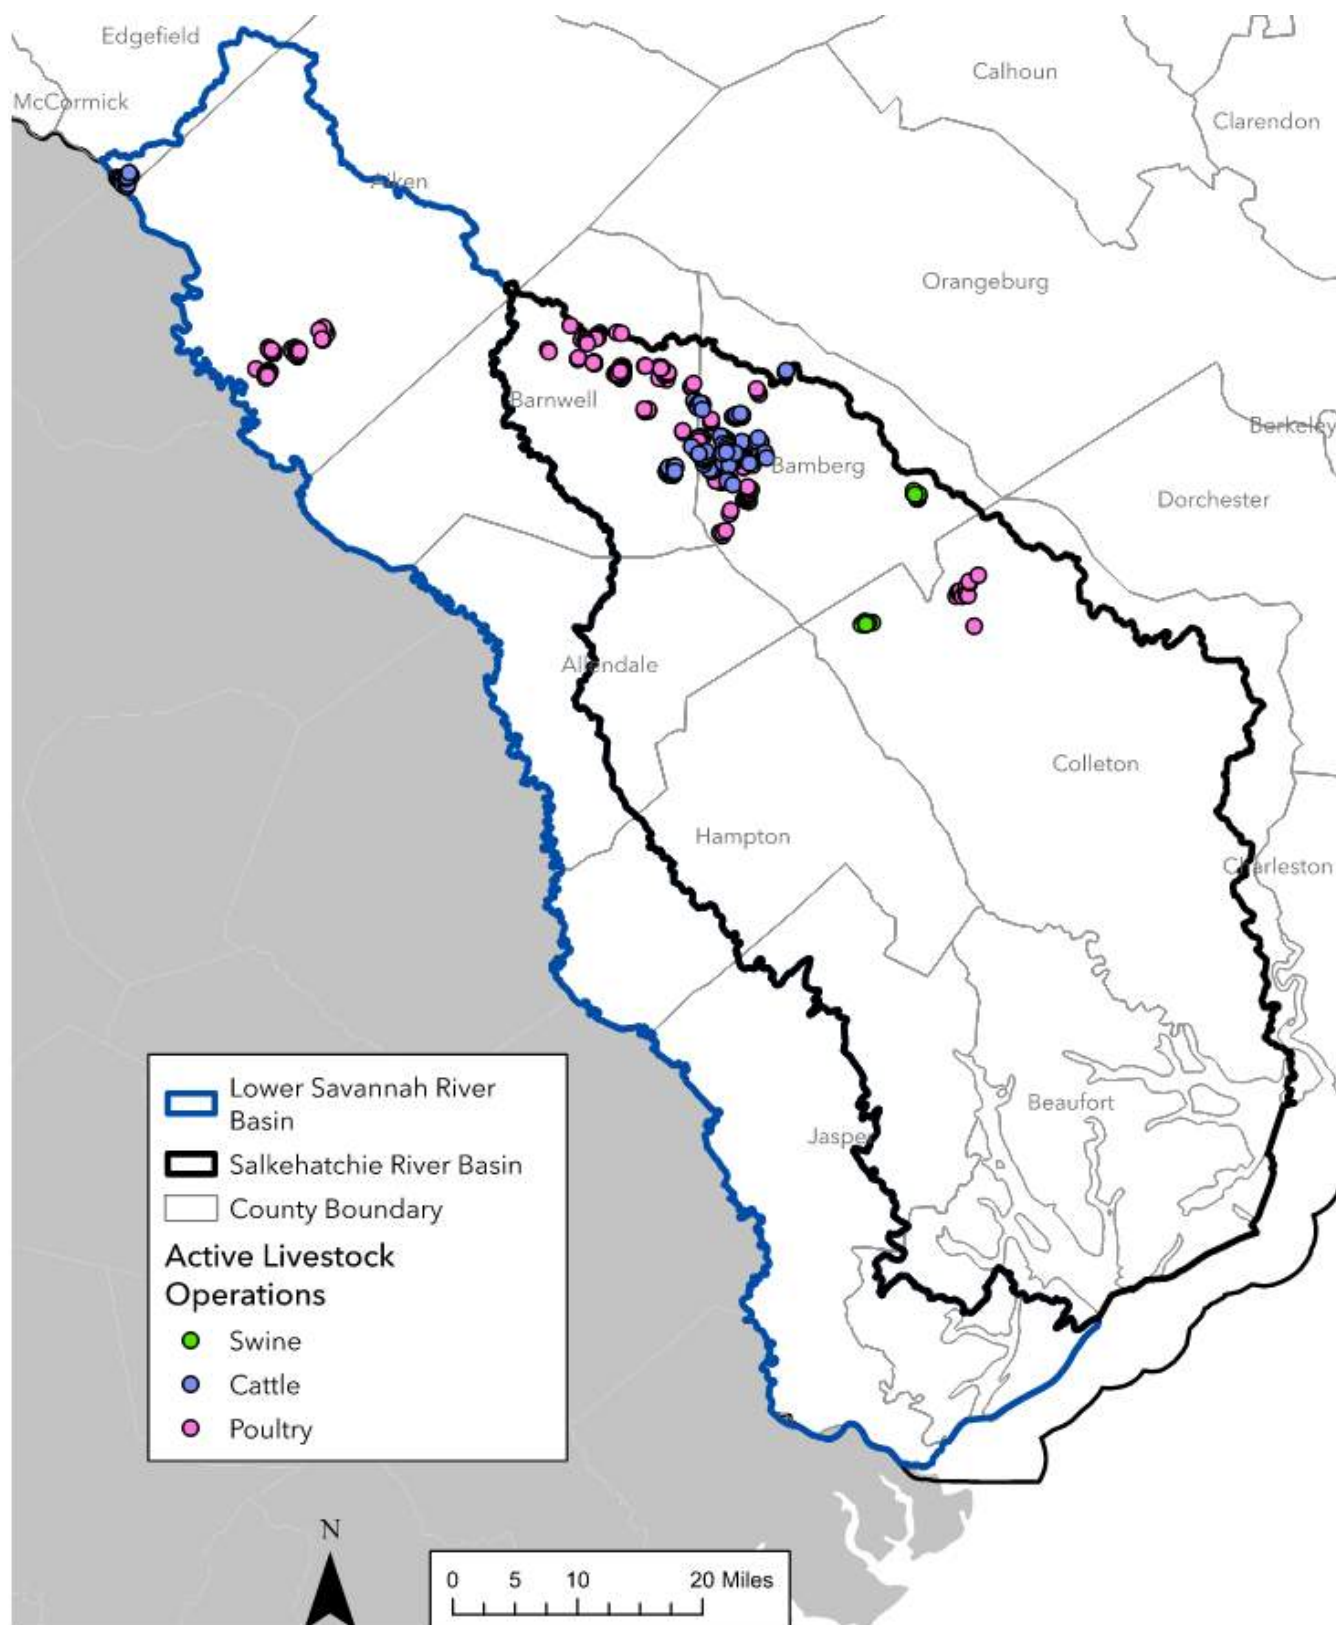 Edgefield
McCormick
Calhoun
Clarendon
Aiken
Orangeburg
Barnwell
Berkeley
Bamberg
Dorchester
Allendale
Colleton
Hampton
Charleston
Beaufort
Jasper
Lower Savannah River
Basin
Salkehatchie River Basin
County Boundary
Active Livestock
Operations
Swine
Cattle
Poultry
N
0 5 10 20 Miles